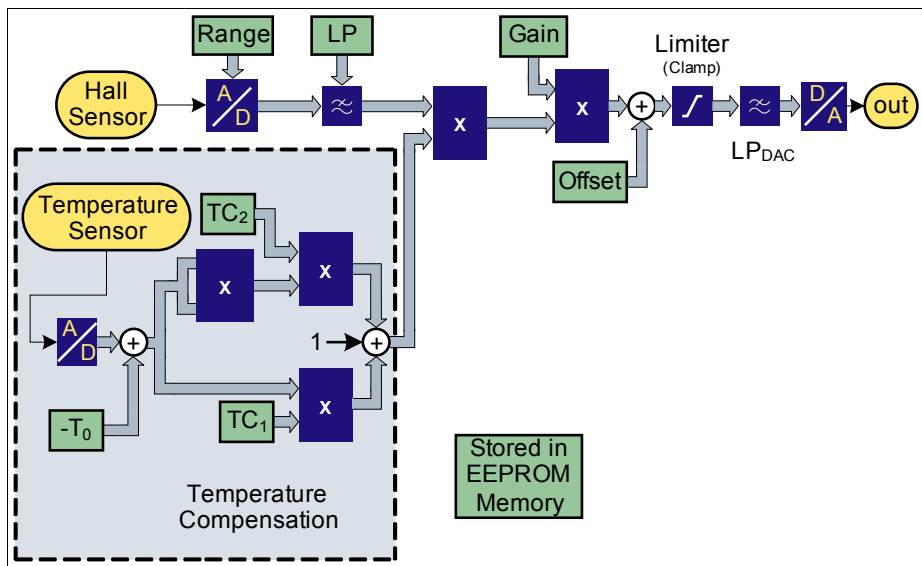 Range
LP
Gain
Limiter
(Clamp)
Hall
Sensor
A
D
x
x
D
A
out
LPDAC
Offset
Temperature
Sensor
TC2
x
x
A
D
1
-T0
TC1
x
Stored in
EEPROM
Memory
Temperature
Compensation